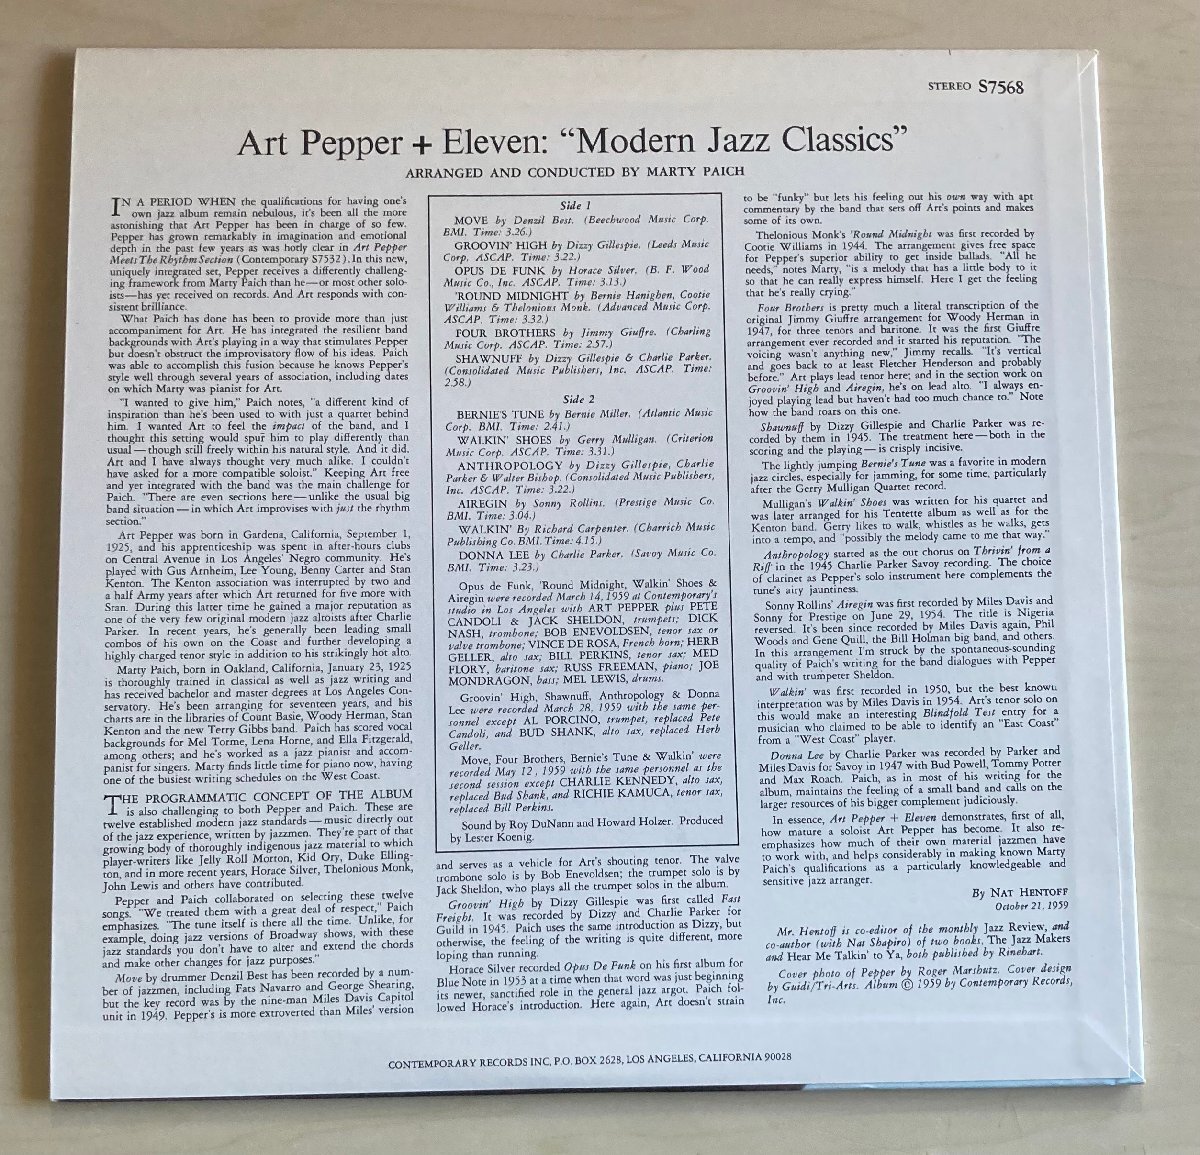 STEREO S7568
Art Pepper + Eleven: “Modern Jazz Classics”
ARRANGED AND CONDUCTED BY MARTY PAICH
IN A PERIOD WHEN the qualifications for having one's
own jazz album remain nebulous, it's been all the more
astonishing that Art Pepper has been in charge of so few.
Pepper has grown remarkably in imagination and emotional
depth in the past few years as was hotly clear in Art Pepper
Meets The Rhythm Section (Contemporary S7532). In this new,
uniquely integrated set, Pepper receives a differently challeng-
ing framework from Marty Paich than he—or most other solo-
ists—has yet received on records. And Art responds with con-
sistent brilliance.
What Paich has done has been to provide more than just
accompaniment for Art. He has integrated the resilient band
backgrounds with Art's playing in a way that stimulates Pepper
but doesn't obstruct the improvisatory flow of his ideas. Paich
was able to accomplish this fusion because he knows Pepper's
style well through several years of association, including dates
on which Marty was pianist for Art.
"I wanted to give him," Paich notes, "a different kind of
inspiration than he's been used to with just a quartet behind
him. I wanted Art to feel the impact of the band, and I
thought this setting would spur him to play differently than
usual—though still freely within his natural style. And it did.
Art and I have always thought very much alike. I couldn't
have asked for a more compatible soloist." Keeping Art free
and yet integrated with the band was the main challenge for
Paich. "There are even sections here—unlike the usual big
band situation—in which Art improvises with just the rhythm
section."
Art Pepper was born in Gardena, California, September 1,
1925, and his apprenticeship was spent in after-hours clubs
on Central Avenue in Los Angeles' Negro community. He's
played with Gus Arnheim, Lee Young, Benny Carter and Stan
Kenton. The Kenton association was interrupted by two and
a half Army years after which Art returned for five more with
Stan. During this latter time he gained a major reputation as
one of the very few original modern jazz altoists after Charlie
Parker. In recent years, he's generally been leading small
combos of his own on the Coast and further developing a
highly charged tenor style in addition to his strikingly hot alto.
Marty Paich, born in Oakland, California, January 23, 1925
is thoroughly trained in classical as well as jazz writing and
has received bachelor and master degrees at Los Angeles Con-
servatory. He's been arranging for seventeen years, and his
charts are in the libraries of Count Basie, Woody Herman, Stan
Kenton and the new Terry Gibbs band. Paich has scored vocal
backgrounds for Mel Torme, Lena Horne, and Ella Fitzgerald,
among others; and he's worked as a jazz pianist and accom-
panist for singers. Marty finds little time for piano now, having
one of the busiest writing schedules on the West Coast.
THE PROGRAMMATIC CONCEPT OF THE ALBUM
is also challenging to both Pepper and Paich. These are
twelve established modern jazz standards—music directly out
of the jazz experience, written by jazzmen. They're part of that
growing body of thoroughly indigenous jazz material to which
player-writers like Jelly Roll Morton, Kid Ory, Duke Elling-
ton, and in more recent years, Horace Silver, Thelonious Monk,
John Lewis and others have contributed.
Pepper and Paich collaborated on selecting these twelve
songs. "We treated them with a great deal of respect," Paich
emphasizes. "The tune itself is there all the time. Unlike, for
example, doing jazz versions of Broadway shows, with these
jazz standards you don't have to alter and extend the chords
and make other changes for jazz purposes."
Move by drummer Denzil Best has been recorded by a num-
ber of jazzmen, including Fats Navarro and George Shearing,
but the key record was by the nine-man Miles Davis Capitol
unit in 1949. Pepper's is more extroverted than Miles' version
Side 1
MOVE by Denzil Best. (Beechwood Music Corp.
BMI. Time: 3.26.)
GROOVIN' HIGH by Dizzy Gillespie. (Leeds Music
Corp. ASCAP. Time: 3.22.)
OPUS DE FUNK by Horace Silver. (B. F. Wood
Music Co., Inc. ASCAP. Time: 3.13.)
'ROUND MIDNIGHT by Bernie Hanighen, Cootie
Williams & Thelonious Monk. (Advanced Music Corp.
ASCAP. Time: 3.32.)
FOUR BROTHERS by Jimmy Giuffre. (Charling
Music Corp. ASCAP. Time: 2.57.)
SHAWNUFF by Dizzy Gillespie & Charlie Parker.
(Consolidated Music Publishers, Inc. ASCAP. Time:
2.58.)
Side 2
BERNIE'S TUNE by Bernie Miller. (Atlantic Music
Corp. BMI. Time: 2.41.)
WALKIN' SHOES by Gerry Mulligan. (Criterion
Music Corp. ASCAP. Time: 3.31.)
ANTHROPOLOGY by Dizzy Gillespie, Charlie
Parker & Walter Bishop. (Consolidated Music Publishers,
Inc. ASCAP. Time: 3.22.)
AIREGIN by Sonny Rollins. (Prestige Music Co.
BMI. Time: 3.04.)
WALKIN' By Richard Carpenter. (Charrich Music
Publishing Co. BMI. Time: 4.15.)
DONNA LEE by Charlie Parker. (Savoy Music Co.
BMI. Time: 3.23.)
Opus de Funk, 'Round Midnight, Walkin' Shoes &
Airegin were recorded March 14, 1959 at Contemporary's
studio in Los Angeles with ART PEPPER plus PETE
CANDOLI & JACK SHELDON, trumpets; DICK
NASH, trombone; BOB ENEVOLDSEN, tenor sax or
valve trombone; VINCE DE ROSA, French horn; HERB
GELLER, alto sax; BILL PERKINS, tenor sax; MED
FLORY, baritone sax; RUSS FREEMAN, piano; JOE
MONDRAGON, bass; MEL LEWIS, drums.
Groovin' High, Shawnuff, Anthropology & Donna
Lee were recorded March 28, 1959 with the same per-
sonnel except AL PORCINO, trumpet, replaced Pete
Candoli, and BUD SHANK, alto sax, replaced Herb
Geller.
Move, Four Brothers, Bernie's Tune & Walkin' were
recorded May 12, 1959 with the same personnel as the
second session except CHARLIE KENNEDY, alto sax,
replaced Bud Shank, and RICHIE KAMUCA, tenor sax,
replaced Bill Perkins.
Sound by Roy DuNann and Howard Holzer. Produced
by Lester Koenig.
and serves as a vehicle for Art's shouting tenor. The valve
trombone solo is by Bob Enevoldsen; the trumpet solo is by
Jack Sheldon, who plays all the trumpet solos in the album.
Groovin' High by Dizzy Gillespie was first called Fast
Freight. It was recorded by Dizzy and Charlie Parker for
Guild in 1945. Paich uses the same introduction as Dizzy, but
otherwise, the feeling of the writing is quite different, more
loping than running.
Horace Silver recorded Opus De Funk on his first album for
Blue Note in 1953 at a time when that word was just beginning
its newer, sanctified role in the general jazz argot. Paich fol-
lowed Horace's introduction. Here again, Art doesn't strain
to be "funky" but lets his feeling out his own way with apt
commentary by the band that sets off Art's points and makes
some of its own.
Thelonious Monk's 'Round Midnight was first recorded by
Cootie Williams in 1944. The arrangement gives free space
for Pepper's superior ability to get inside ballads. "All he
needs," notes Marty, "is a melody that has a little body to it
so that he can really express himself. Here I get the feeling
that he's really crying."
Four Brothers is pretty much a literal transcription of the
original Jimmy Giuffre arrangement for Woody Herman in
1947, for three tenors and baritone. It was the first Giuffre
arrangement ever recorded and it started his reputation. "The
voicing wasn't anything new," Jimmy recalls. "It's vertical
and goes back to at least Fletcher Henderson and probably
before." Art plays lead tenor here; and in the section work on
Groovin' High and Airegin, he's on lead alto. "I always en-
joyed playing lead but haven't had too much chance to." Note
how the band roars on this one.
Shawnuff by Dizzy Gillespie and Charlie Parker was re-
corded by them in 1945. The treatment here—both in the
scoring and the playing—is crisply incisive.
The lightly jumping Bernie's Tune was a favorite in modern
jazz circles, especially for jamming, for some time, particularly
after the Gerry Mulligan Quartet record.
Mulligan's Walkin' Shoes was written for his quartet and
was later arranged for his Tentette album as well as for the
Kenton band. Gerry likes to walk, whistles as he walks, gets
into a tempo, and "possibly the melody came to me that way."
Anthropology started as the out chorus on Thrivin' from a
Riff in the 1945 Charlie Parker Savoy recording. The choice
of clarinet as Pepper's solo instrument here complements the
tune's airy jauntiness.
Sonny Rollins' Airegin was first recorded by Miles Davis and
Sonny for Prestige on June 29, 1954. The title is Nigeria
reversed. It's been since recorded by Miles Davis again, Phil
Woods and Gene Quill, the Bill Holman big band, and others.
In this arrangement I'm struck by the spontaneous-sounding
quality of Paich's writing for the band dialogues with Pepper
and with trumpeter Sheldon.
Walkin' was first recorded in 1950, but the best known
interpretation was by Miles Davis in 1954. Art's tenor solo on
this would make an interesting Blindfold Test entry for a
musician who claimed to be able to identify an "East Coast"
from a "West Coast" player.
Donna Lee by Charlie Parker was recorded by Parker and
Miles Davis for Savoy in 1947 with Bud Powell, Tommy Potter
and Max Roach. Paich, as in most of his writing for the
album, maintains the feeling of a small band and calls on the
larger resources of his bigger complement judiciously.
In essence, Art Pepper + Eleven demonstrates, first of all,
how mature a soloist Art Pepper has become. It also re-
emphasizes how much of their own material jazzmen have
to work with, and helps considerably in making known Marty
Paich's qualifications as a particularly knowledgeable and
sensitive jazz arranger.
By NAT HENTOFF
October 21, 1959
Mr. Hentoff is co-editor of the monthly Jazz Review, and
co-author (with Nat Shapiro) of two books, The Jazz Makers
and Hear Me Talkin' to Ya, both published by Rinehart.
Cover photo of Pepper by Roger Marshutz. Cover design
by Guidi/Tri-Arts. Album © 1959 by Contemporary Records,
Inc.
CONTEMPORARY RECORDS INC, P.O. BOX 2628, LOS ANGELES, CALIFORNIA 90028